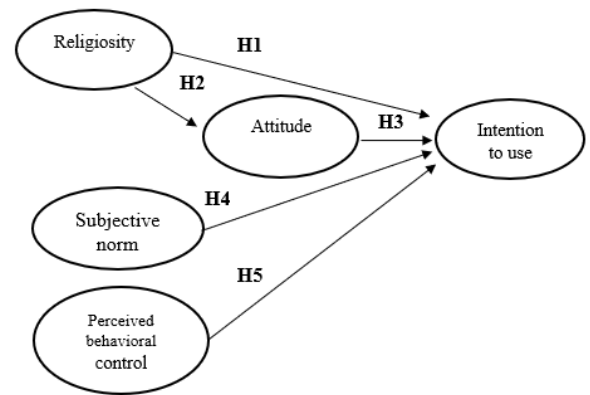 Religiosity
H1
H2
Attitude
H3
Intention
to use
H4
Subjective
norm
H5
Perceived
behavioral
control